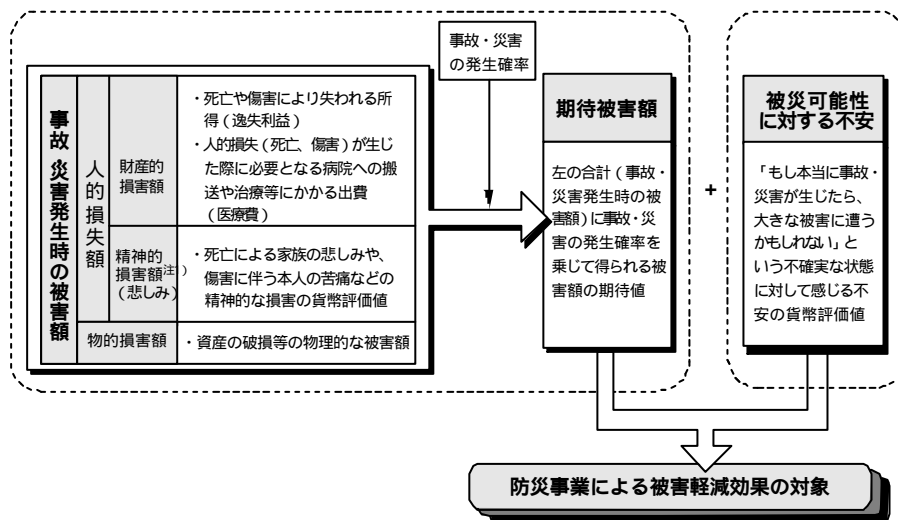 事故・災害
の発生確率
事故 災害発生時の被害額
人的損失額
財産的
損害額
・死亡や傷害により失われる所
得(逸失利益)
・人的損失(死亡、傷害)が生じ
た際に必要となる病院への搬
送や治療等にかかる出費
(医療費)
精神的
損害額注)
(悲しみ)
・死亡による家族の悲しみや、
傷害に伴う本人の苦痛などの
精神的な損害の貨幣評価値
物的損害額
・資産の破損等の物理的な被害額
期待被害額
左の合計(事故・
災害発生時の被
害額)に事故・災
害の発生確率を
乗じて得られる被
害額の期待値
+
被災可能性
に対する不安
「もし本当に事故・
災害が生じたら、
大きな被害に遭う
かもしれない」と
いう不確実な状態
に対して感じる不
安の貨幣評価値
防災事業による被害軽減効果の対象